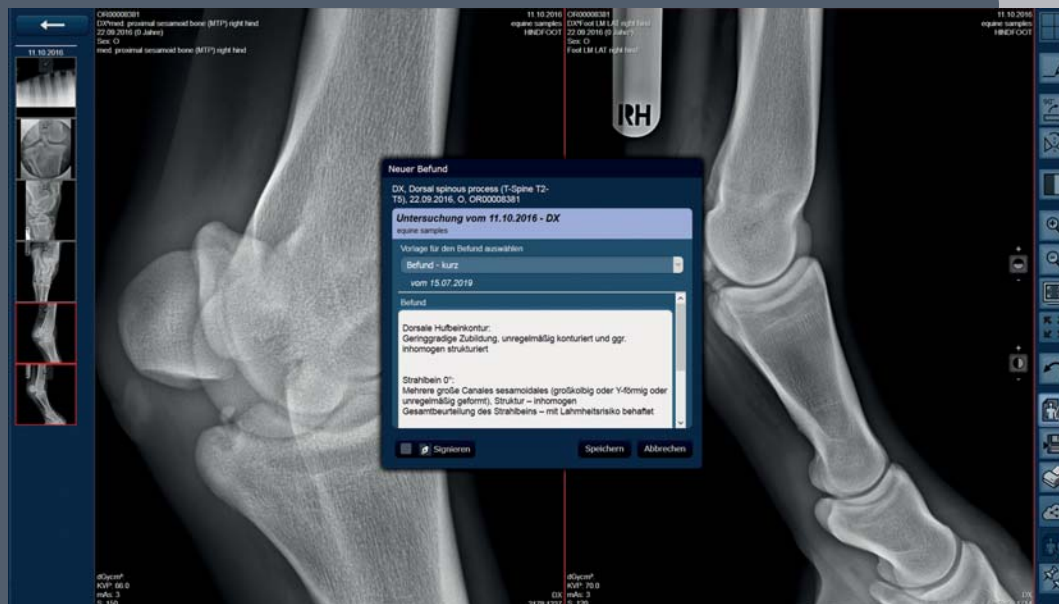 11.10.2016
OR00008381
DX*med. proximal sesamoid bone (MTP) right hind
22.09.2016 (0 Jahre)
Sex: O
med. proximal sesamoid bone (MTP) right hind
11.10.2016
equine samples
HINDFOOT
OR00008381
DX*Foot LM LAT right hind
22.09.2016 (0 Jahre)
Sex: O
Foot LM LAT right hind
11.10.2016
equine samples
HINDFOOT
RH
Neuer Befund
DX, Dorsal spinous process (T-Spine T2-
T5), 22.09.2016, O, OR00008381
Untersuchung vom 11.10.2016 - DX
equine samples
Vorlage für den Befund auswählen
Befund - kurz
vom 15.07.2019
Befund
Dorsale Hufbeinkontur:
Geringgradige Zubildung, unregelmäßig konturiert und ggr.
inhomogen strukturiert
Strahlbein 0°:
Mehrere große Canales sesamoidales (großkolbig oder Y-förmig oder
unregelmäßig geformt), Struktur – inhomogen
Gesamtbeurteilung des Strahlbeins – mit Lahmheitsrisiko behaftet
Signieren
Speichern
Abbrechen
dGycm²
KVP: 66.0
mAs: 3
DX
dGycm²
KVP: 70.0
mAs: 3
DX